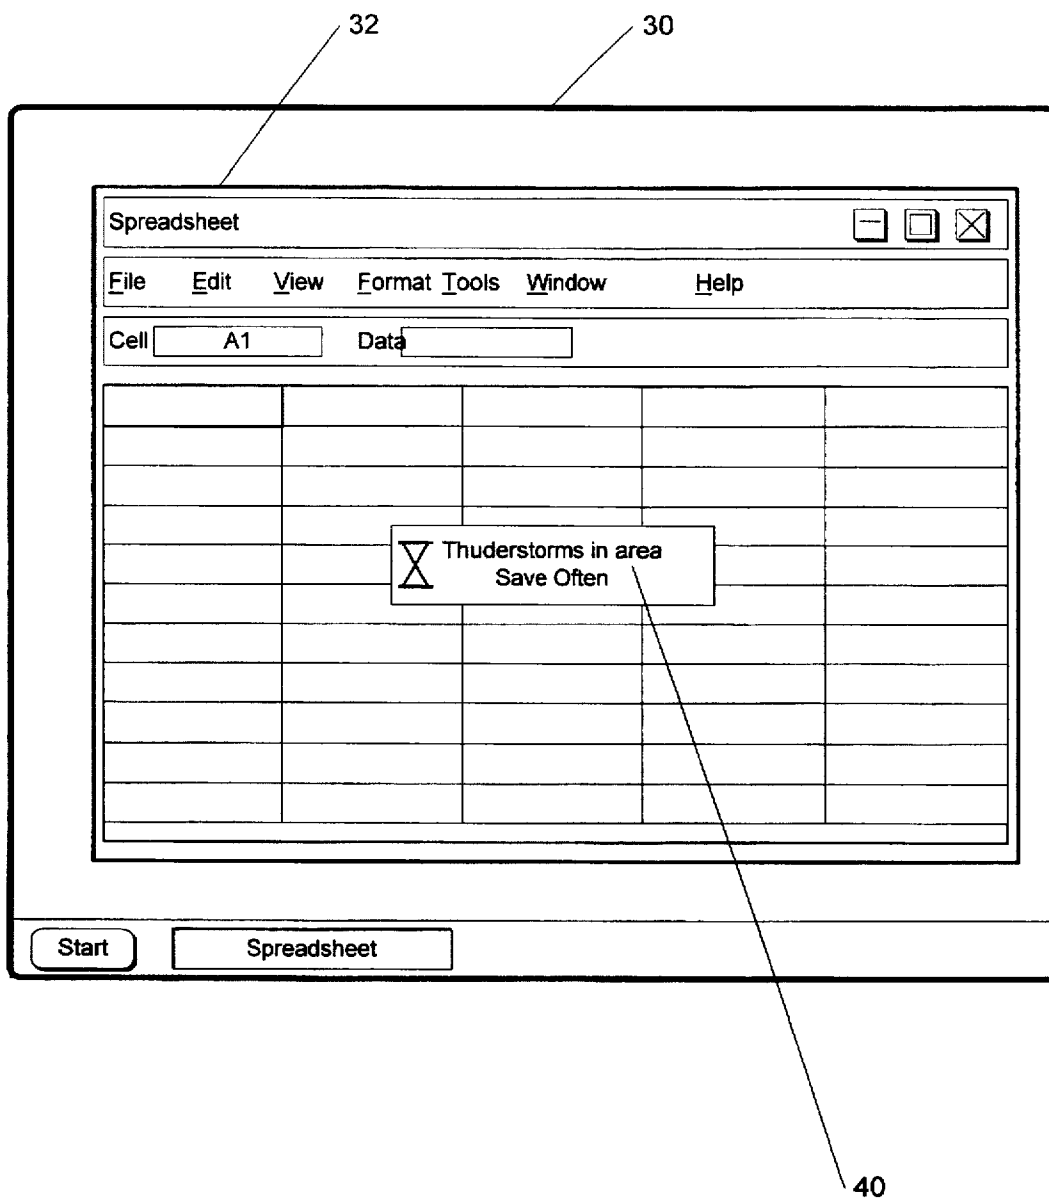 32 30
Spreadsheet
File Edit View Format Tools Window Help
Cell A1 Data
Thuderstorms in area
Save Often
Start Spreadsheet
40